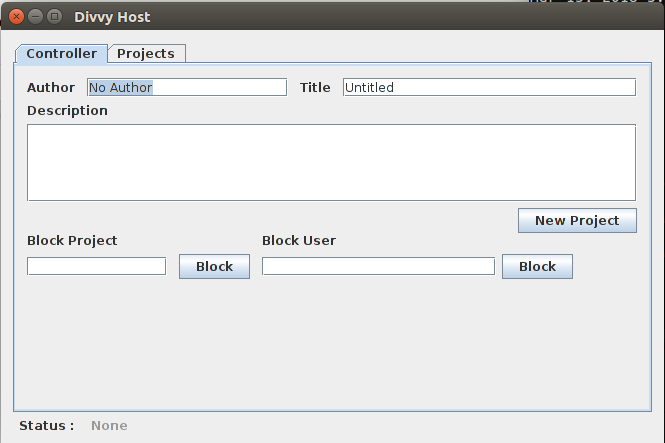 Divvy Host
Controller Projects
Author No Author Title Untitled
Description
New Project
Block Project Block User
Block Block
Status : None